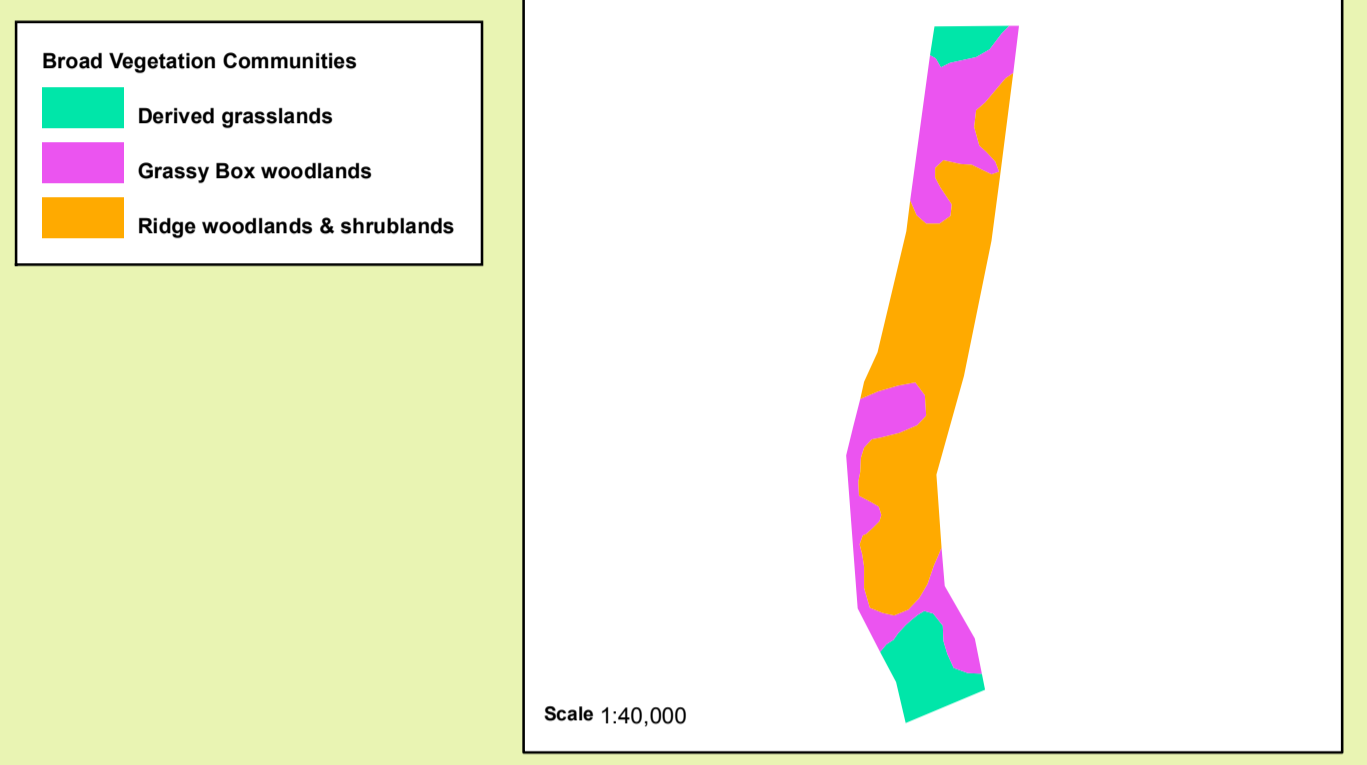 Broad Vegetation Communities
Derived grasslands
Grassy Box woodlands
Ridge woodlands & shrublands
Scale 1:40,000